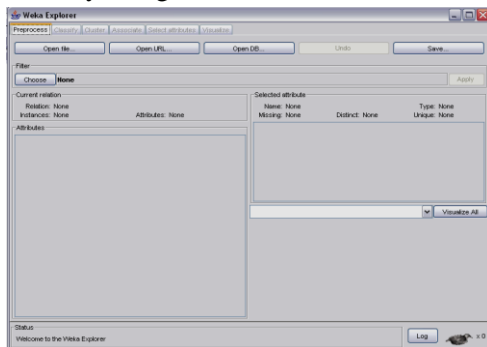 Weka Explorer
Preprocess Classify Cluster Associate Select attributes Visualize
Open file... Open URL... Open DB... Undo Save...
Filter
Choose None Apply
Current relation
Relation: None
Instances: None Attributes: None
Attributes
Selected attribute
Name: None Type: None
Missing: None Distinct: None Unique: None
Visualize All
Status
Welcome to the Weka Explorer
Log x 0